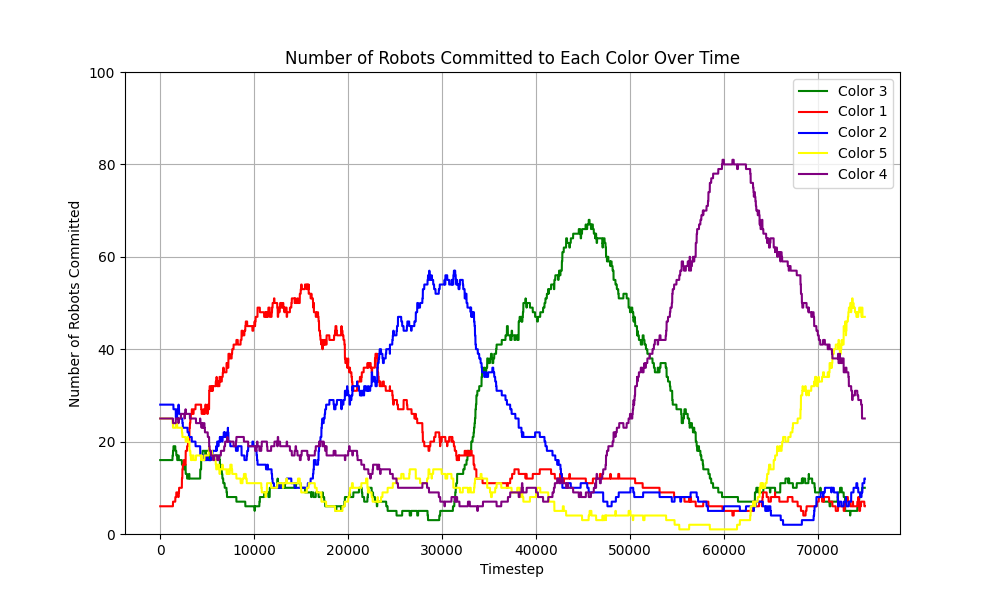 Number of Robots Committed to Each Color Over Time
100
80
60
40
20
0
Number of Robots Committed
Color 3
Color 1
Color 2
Color 5
Color 4
0 10000 20000 30000 40000 50000 60000 70000
Timestep